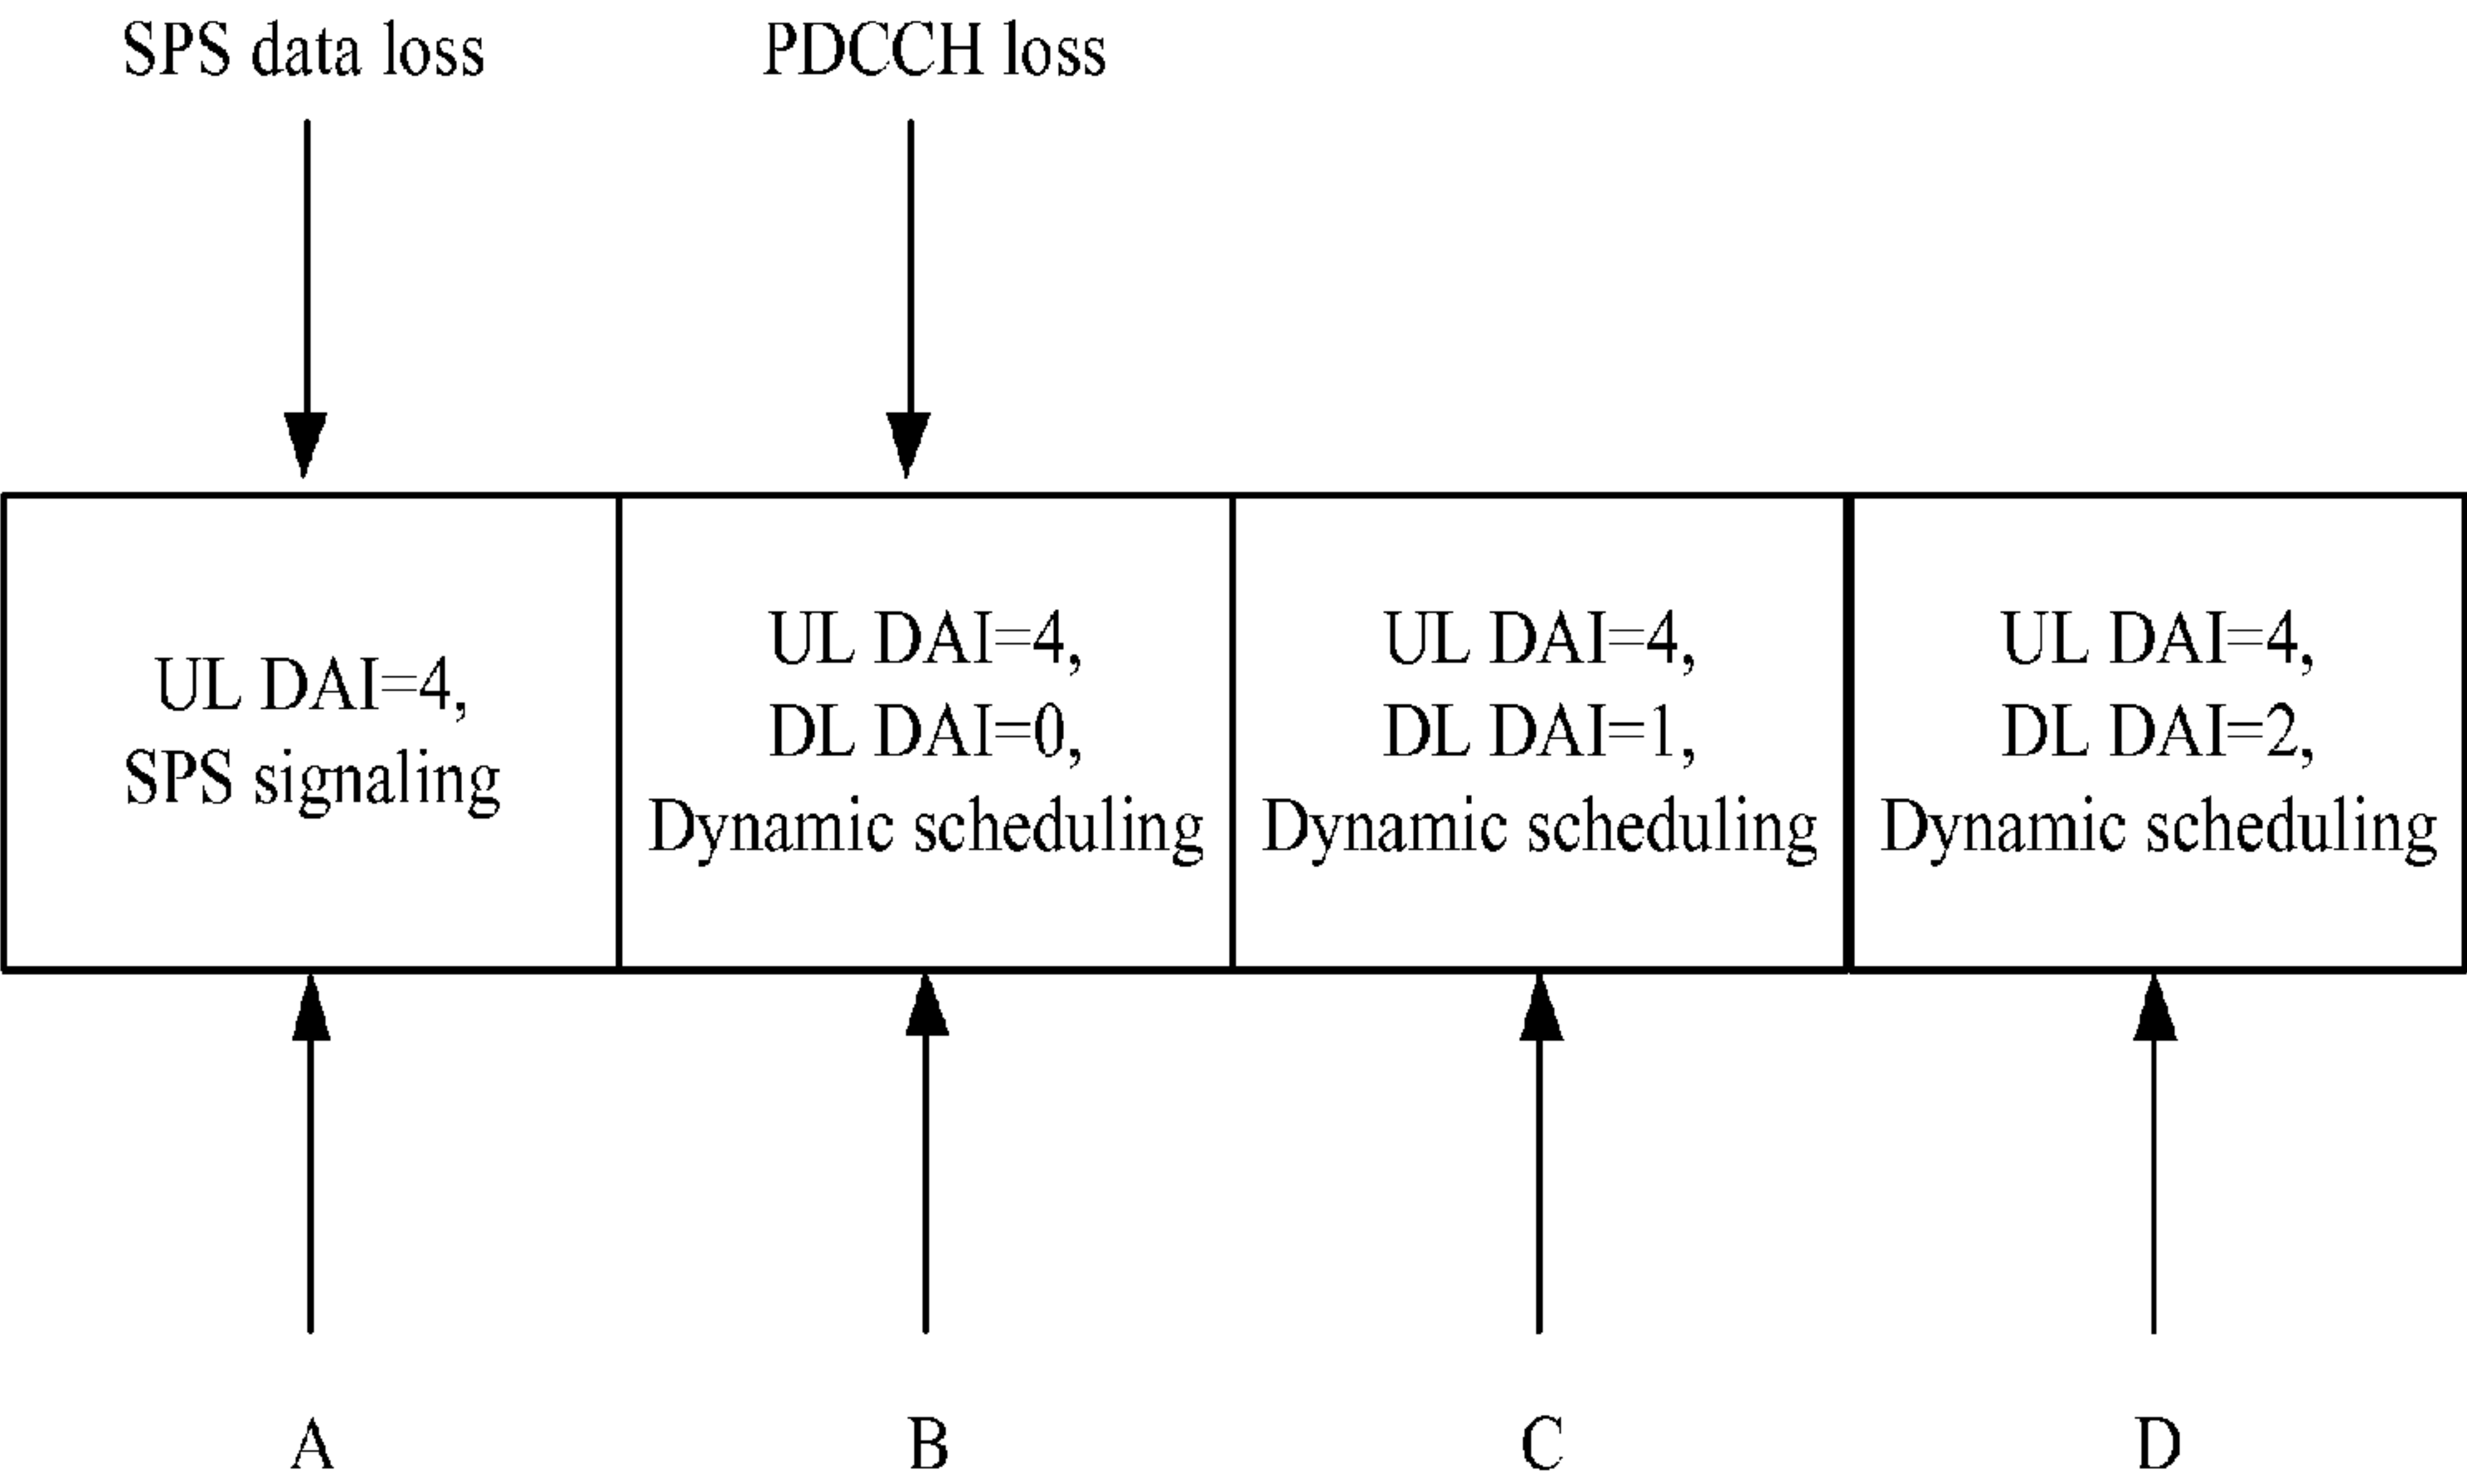 SPS data loss
PDCCH loss
UL DAI=4,
SPS signaling
UL DAI=4,
DL DAI=0,
Dynamic scheduling
UL DAI=4,
DL DAI=1,
Dynamic scheduling
UL DAI=4,
DL DAI=2,
Dynamic scheduling
A
B
C
D